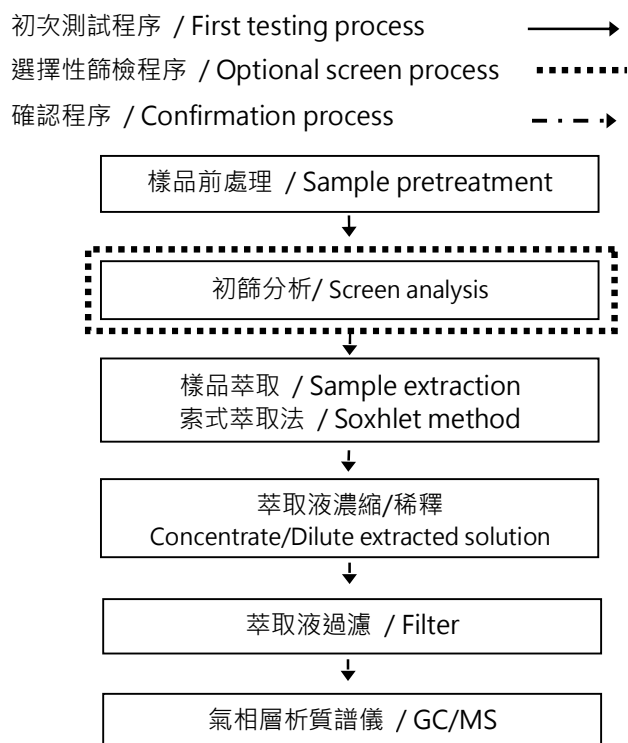 初次測試程序 / First testing process
選擇性篩檢程序 / Optional screen process
確認程序 / Confirmation process
樣品前處理 / Sample pretreatment
初篩分析/ Screen analysis
樣品萃取 / Sample extraction
索式萃取法 / Soxhlet method
萃取液濃縮/稀釋
Concentrate/Dilute extracted solution
萃取液過濾 / Filter
氣相層析質譜儀 / GC/MS